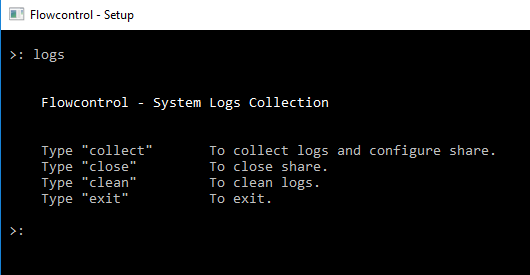 Flowcontrol - Setup
>: logs
Flowcontrol - System Logs Collection
Type "collect" To collect logs and configure share.
Type "close" To close share.
Type "clean" To clean logs.
Type "exit" To exit.
>: